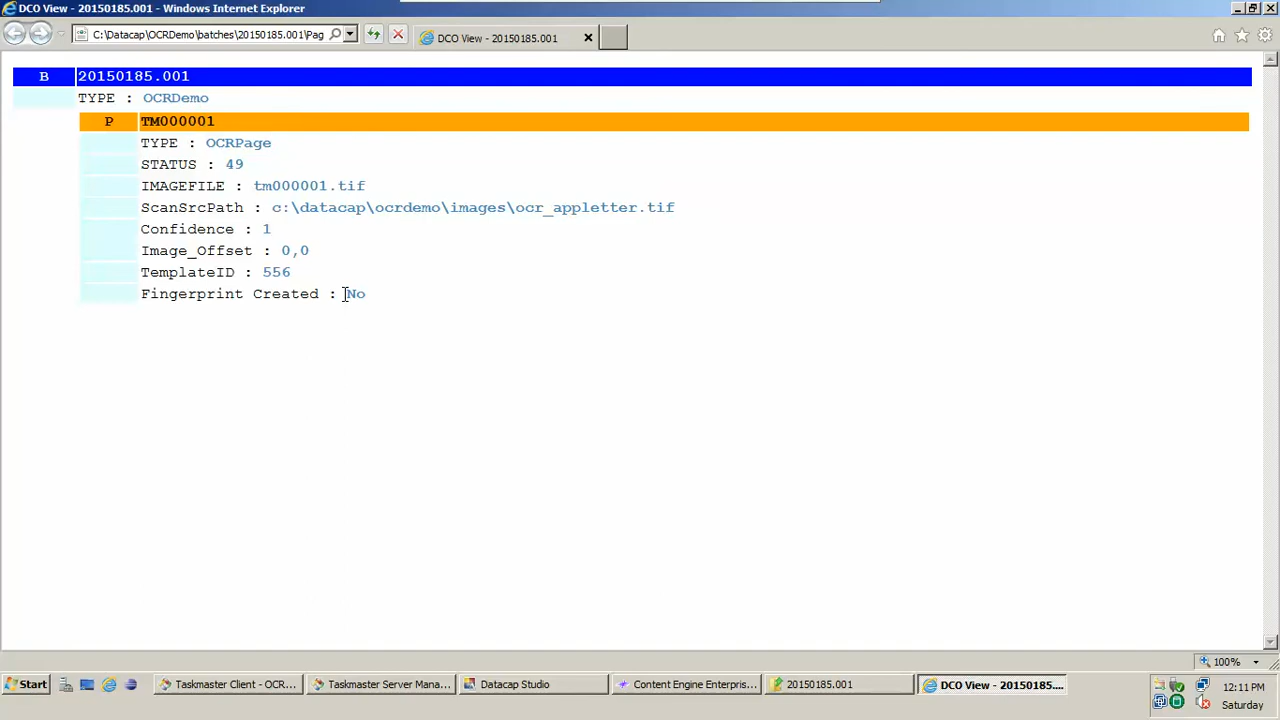 DCO View - 20150185.001 - Windows Internet Explorer
C:\Datacap\OCRDemo\batches\20150185.001\Pag
DCO View - 20150185.001
B 20150185.001
TYPE : OCRDemo
P TM000001
TYPE : OCRPage
STATUS : 49
IMAGEFILE : tm000001.tif
ScanSrcPath : c:\datacap\ocrdemo\images\ocr_appletter.tif
Confidence : 1
Image_Offset : 0,0
TemplateID : 556
Fingerprint Created : No
100%
Start
Taskmaster Client - OCR...
Taskmaster Server Mana...
Datacap Studio
Content Engine Enterpris...
20150185.001
DCO View - 20150185....
12:11 PM
Saturday